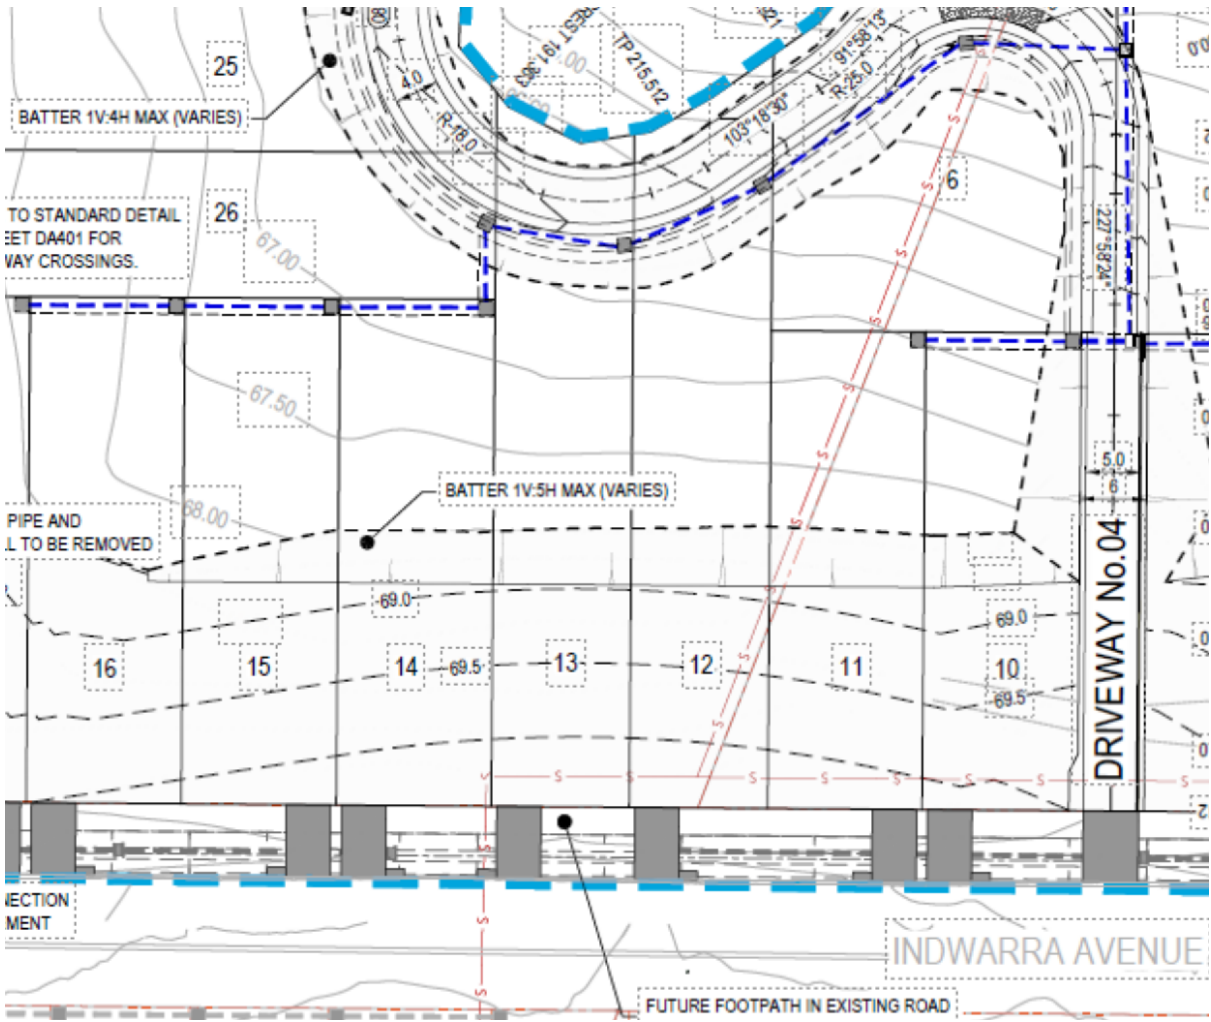 25
BATTER 1V:4H MAX (VARIES)
4.0
R-18.0
TP 215.512
91°58'13"
R-25.0
103°18'30"
6
26
TO STANDARD DETAIL
EET DA401 FOR
WAY CROSSINGS.
67.00
227°58'24"
67.50
5.0
6
BATTER 1V:5H MAX (VARIES)
68.00
PIPE AND
L TO BE REMOVED
69.0
69.0
16
15
14
69.5
13
12
11
10
69.5
DRIVEWAY No.04
NECTION
MENT
INDWARRA AVENUE
FUTURE FOOTPATH IN EXISTING ROAD